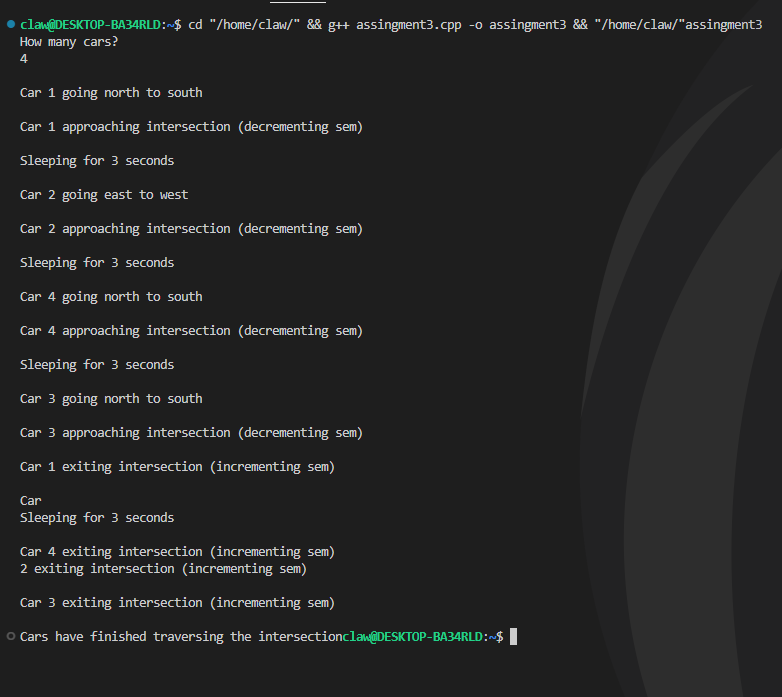 claw@DESKTOP-BA34RLD:~$ cd "/home/claw/" && g++ assingment3.cpp -o assingment3 && "/home/claw/"assingment3
How many cars?
4
Car 1 going north to south
Car 1 approaching intersection (decrementing sem)
Sleeping for 3 seconds
Car 2 going east to west
Car 2 approaching intersection (decrementing sem)
Sleeping for 3 seconds
Car 4 going north to south
Car 4 approaching intersection (decrementing sem)
Sleeping for 3 seconds
Car 3 going north to south
Car 3 approaching intersection (decrementing sem)
Car 1 exiting intersection (incrementing sem)
Car
Sleeping for 3 seconds
Car 4 exiting intersection (incrementing sem)
2 exiting intersection (incrementing sem)
Car 3 exiting intersection (incrementing sem)
Cars have finished traversing the intersectionclaw@DESKTOP-BA34RLD:~$